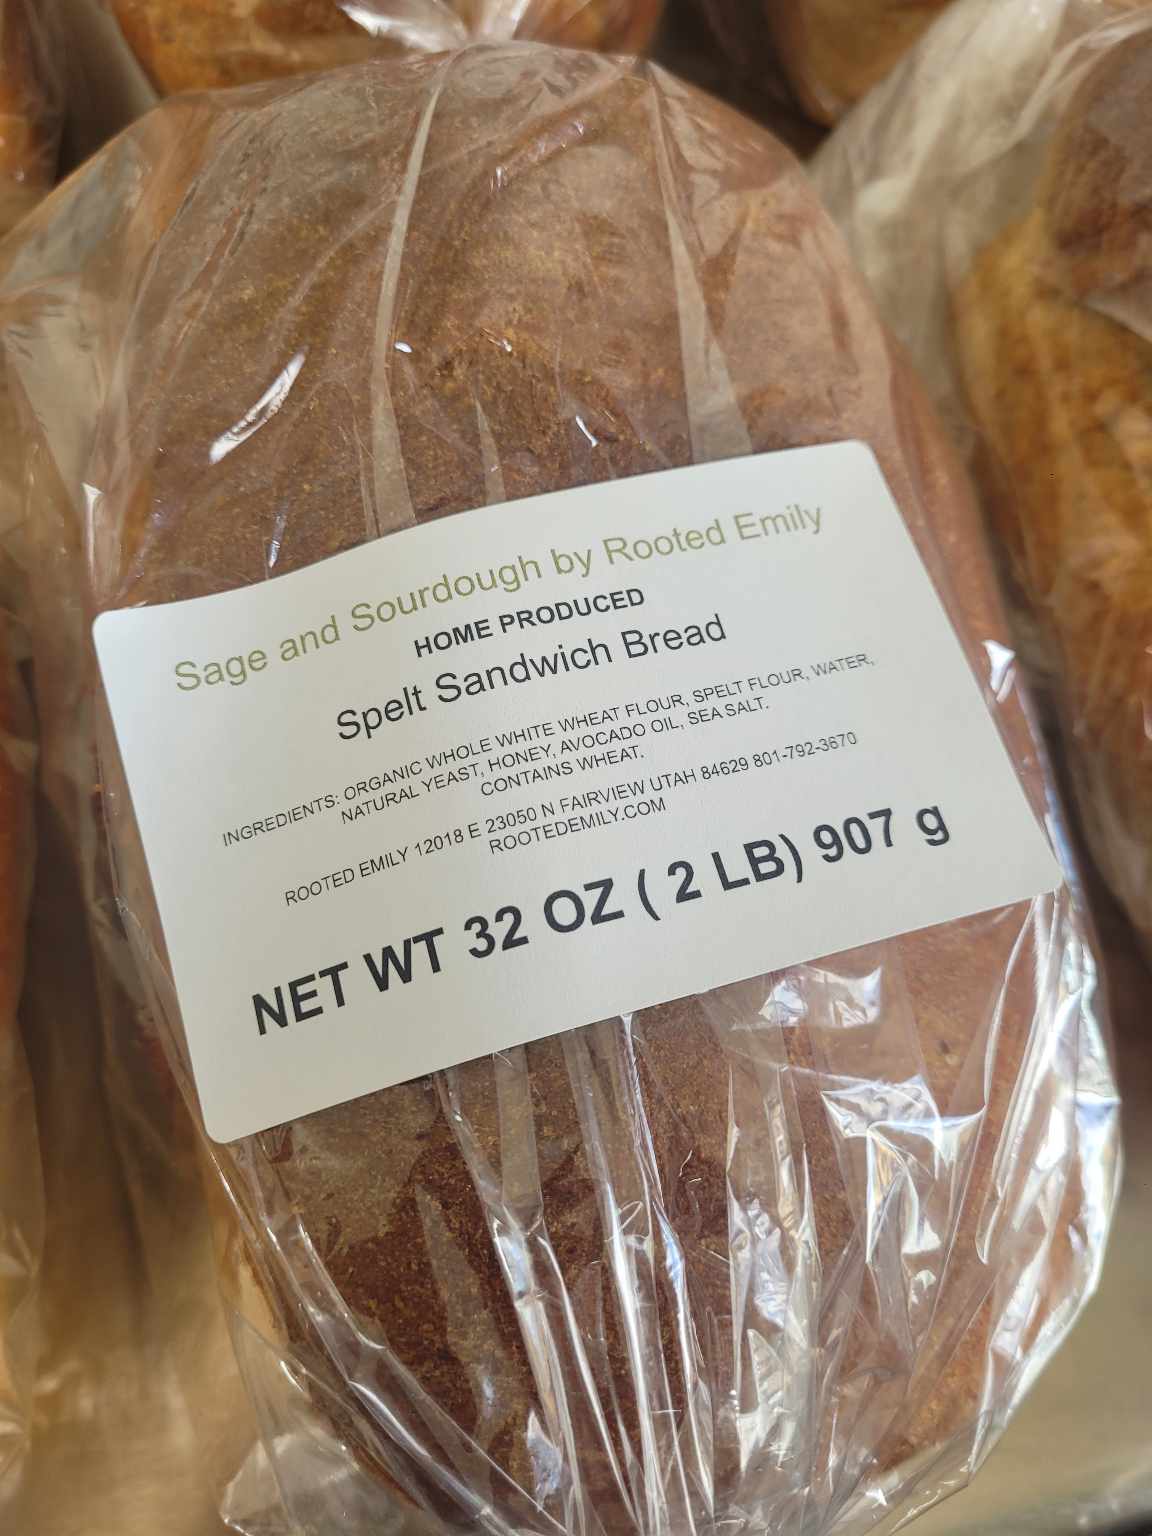 Sage and Sourdough by Rooted Emily
HOME PRODUCED
Spelt Sandwich Bread
INGREDIENTS: ORGANIC WHOLE WHITE WHEAT FLOUR, SPELT FLOUR, WATER,
NATURAL YEAST, HONEY, AVOCADO OIL, SEA SALT.
CONTAINS WHEAT.
ROOTED EMILY 12018 E 23050 N FAIRVIEW UTAH 84629 801-792-3670
ROOTEDEMILY.COM
NET WT 32 OZ ( 2 LB) 907 g